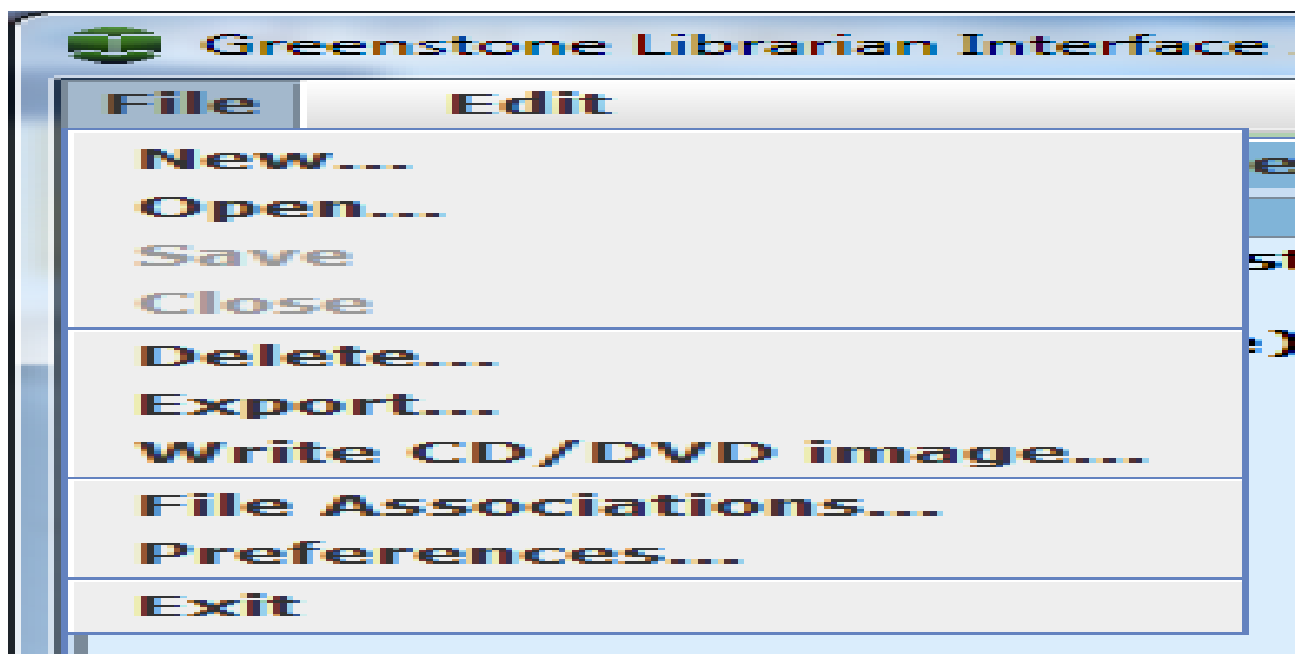 Greenstone Librarian Interface
File Edit
New...
Open...
Save
Close
Delete...
Export...
Write CD/DVD image...
File Associations...
Preferences...
Exit